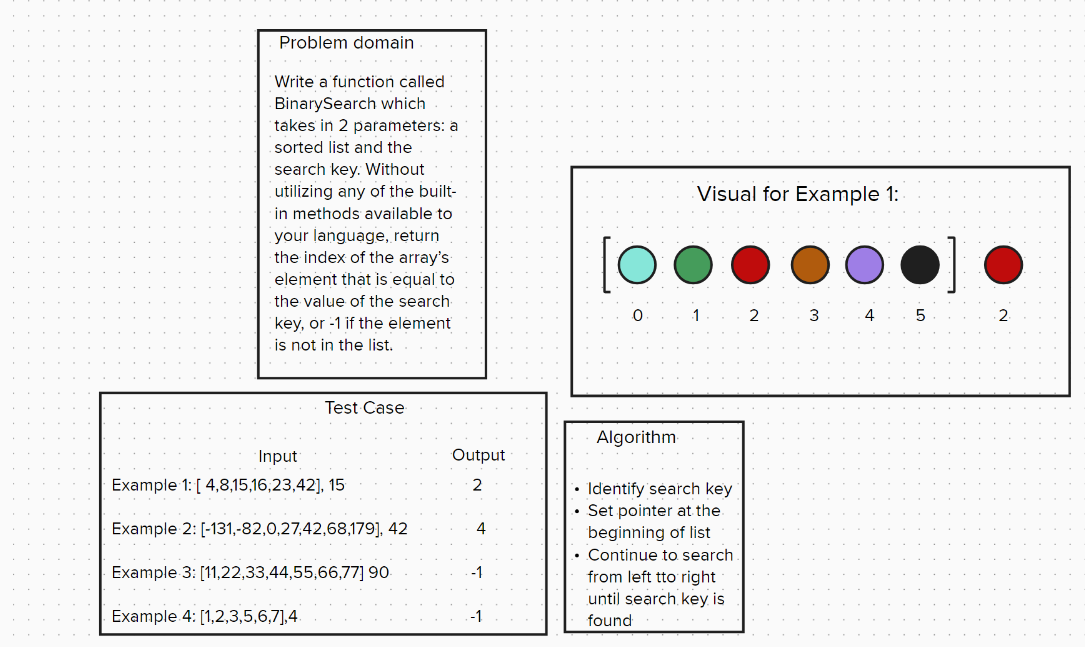 Problem domain
Write a function called
BinarySearch which
takes in 2 parameters: a
sorted list and the
search key. Without
utilizing any of the built-
in methods available to
your language, return
the index of the array's
element that is equal to
the value of the search
key, or -1 if the element
is not in the list.
Visual for Example 1:
[ ]
0 1 2 3 4 5 2
Test Case
Input Output
Example 1: [ 4,8,15,16,23,42], 15 2
Example 2: [-131,-82,0,27,42,68,179], 42 4
Example 3: [11,22,33,44,55,66,77] 90 -1
Example 4: [1,2,3,5,6,7],4 -1
Algorithm
• Identify search key
• Set pointer at the
beginning of list
• Continue to search
from left tto right
until search key is
found